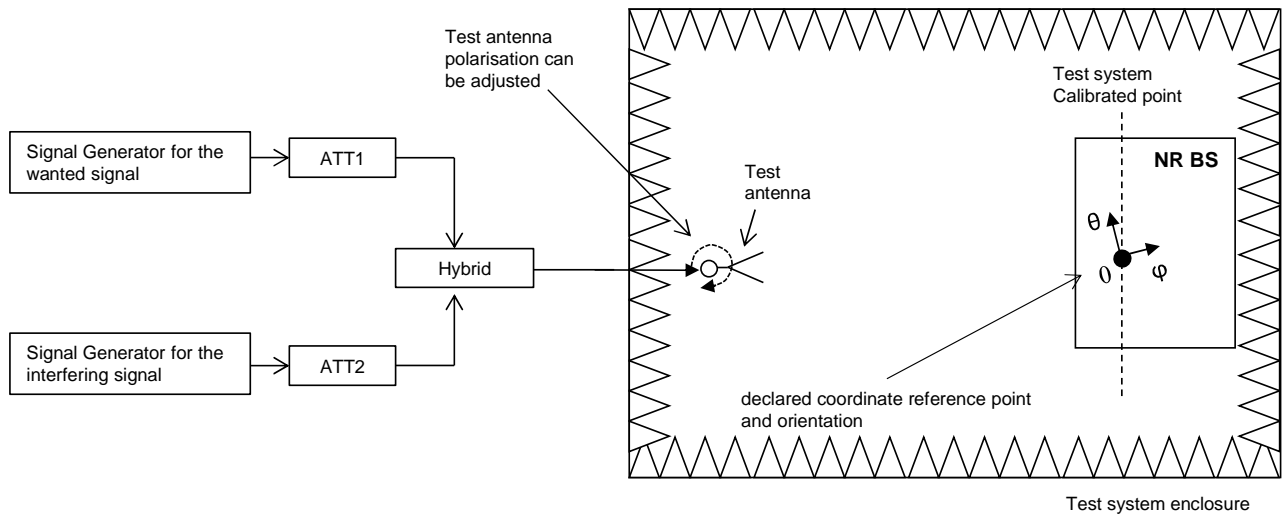 Test antenna
polarisation can
be adjusted
Signal Generator for the
wanted signal
ATT1
Hybrid
Signal Generator for the
interfering signal
ATT2
Test
antenna
Test system
Calibrated point
NR BS
θ
0
φ
declared coordinate reference point
and orientation
Test system enclosure